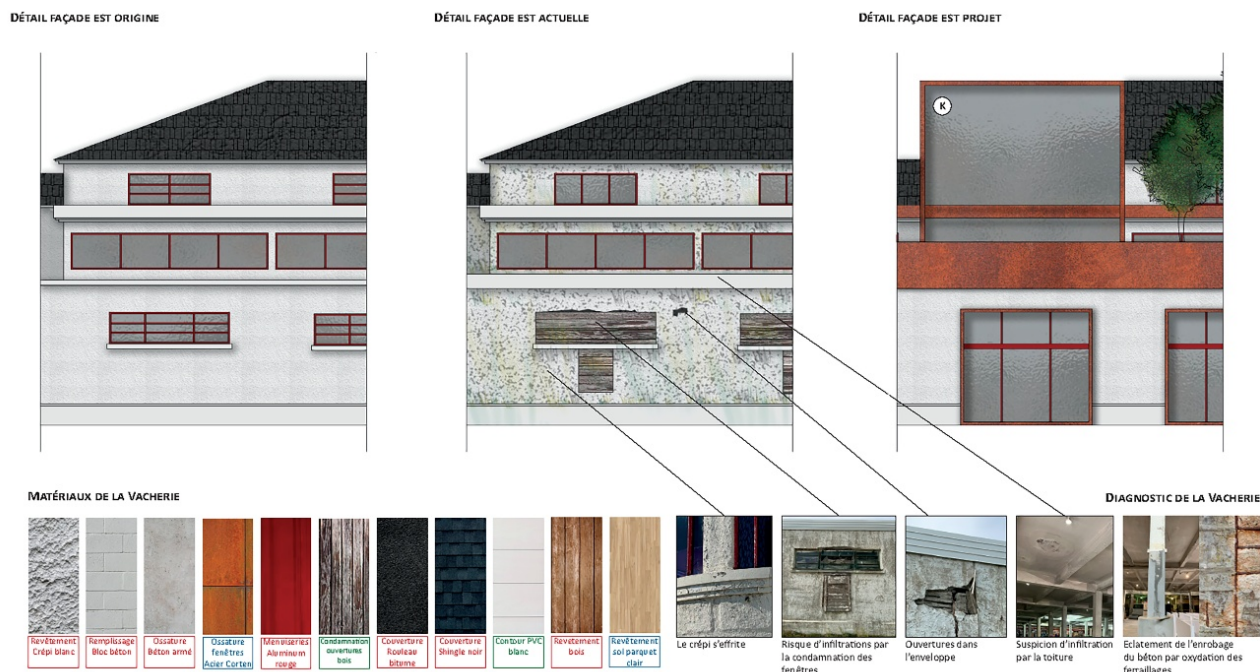 DÉTAIL FAÇADE EST ORIGINE
DÉTAIL FAÇADE EST ACTUELLE
DÉTAIL FAÇADE EST PROJET
K
MATÉRIAUX DE LA VACHERIE
DIAGNOSTIC DE LA VACHERIE
Revêtement
Crépi blanc
Remplissage
Bloc béton
Ossature
Béton armé
Ossature
fenêtres
Acier Corten
Menuiseries
Aluminum
rouge
Condamnation
ouvertures
bois
Couverture
Rouleau
bitume
Couverture
Shingle noir
Contour PVC
blanc
Revetement
bois
Revêtement
sol parquet
clair
Le crépi s'effrite
Risque d'infiltrations par
la condamnation des
fenêtres
Ouvertures dans
l'enveloppe
Suspicion d'infiltration
par la toiture
Eclatement de l'enrobage
du béton par oxydation des
ferraillages